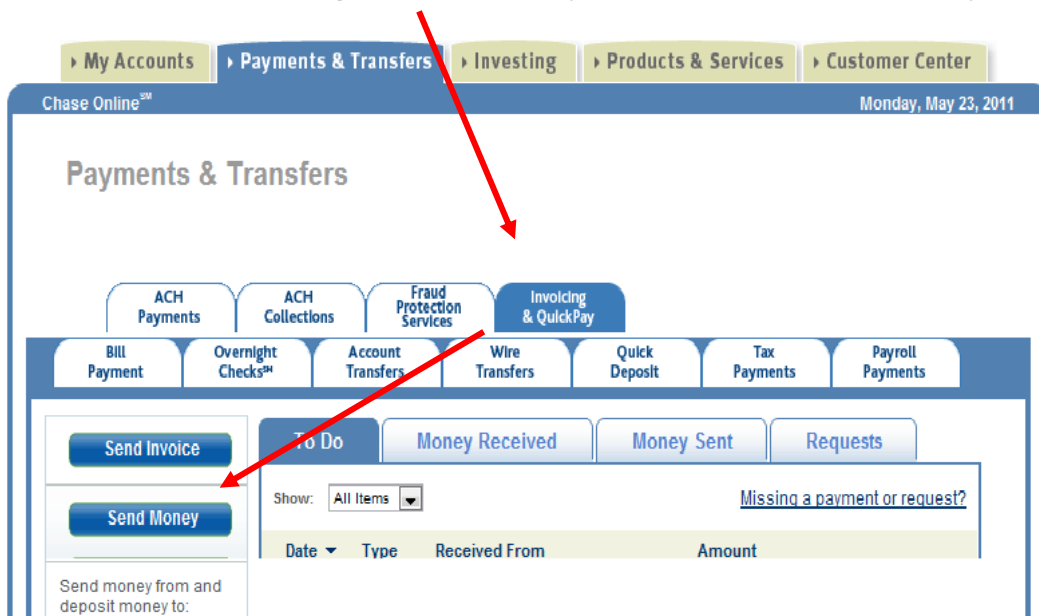 My Accounts Payments & Transfers Investing Products & Services Customer Center
Chase Online℠ Monday, May 23, 2011
Payments & Transfers
ACH Payments ACH Collections Fraud Protection Services Invoicing & QuickPay
Bill Payment Overnight Checks℠ Account Transfers Wire Transfers Quick Deposit Tax Payments Payroll Payments
Send Invoice
Send Money
Send money from and
deposit money to:
To Do Money Received Money Sent Requests
Show: All Items Missing a payment or request?
Date Type Received From Amount